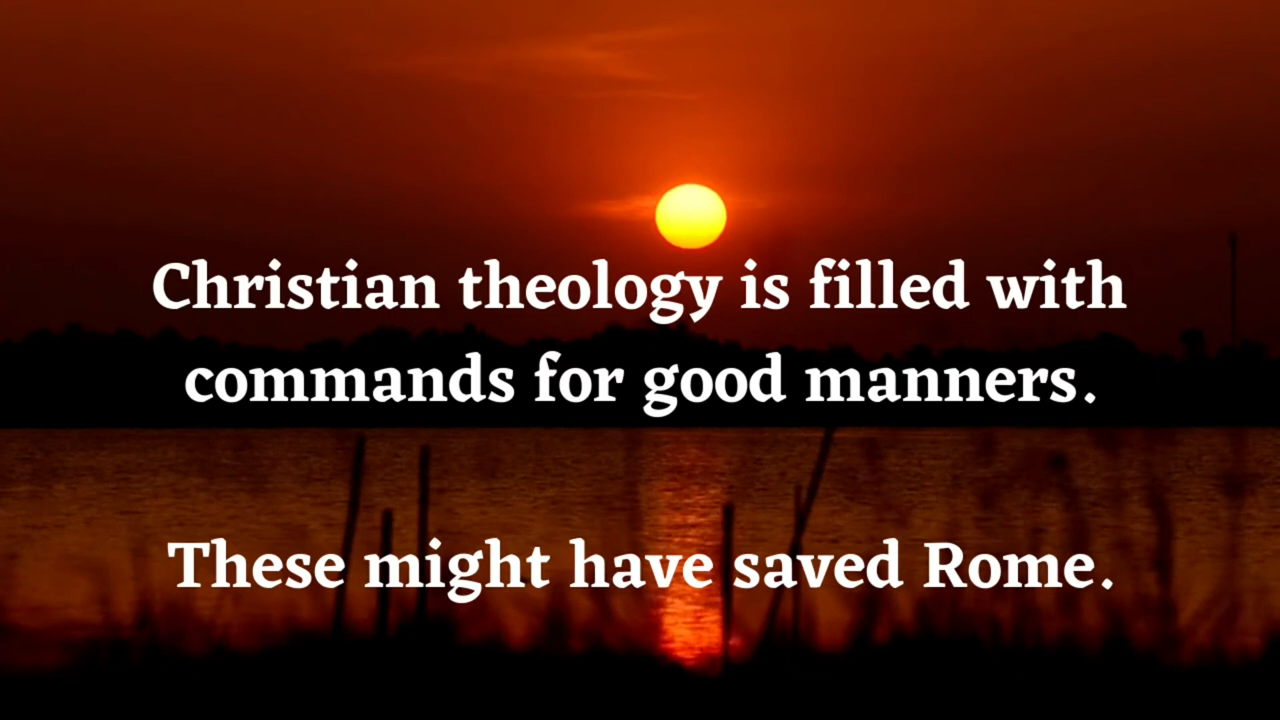 Christian theology is filled with
commands for good manners.
These might have saved Rome.